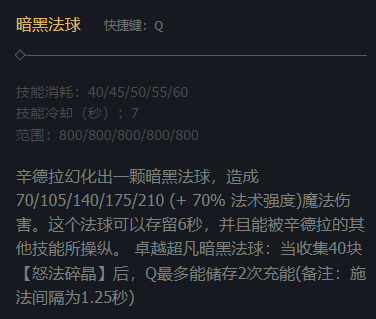 暗黑法球 快捷键：Q
技能消耗：40/45/50/55/60
技能冷却（秒）：7
范围：800/800/800/800/800
辛德拉幻化出一颗暗黑法球，造成
70/105/140/175/210 (+ 70% 法术强度)魔法伤
害。这个法球可以存留6秒，并且能被辛德拉的其
他技能所操纵。 卓越超凡暗黑法球：当收集40块
【怒法碎晶】后，Q最多能储存2次充能(备注：施
法间隔为1.25秒)